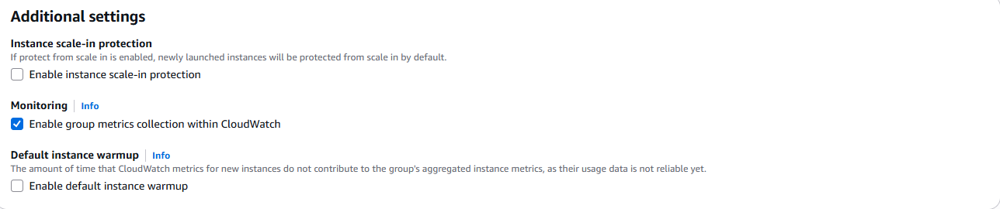 Additional settings
Instance scale-in protection
If protect from scale in is enabled, newly launched instances will be protected from scale in by default.
Enable instance scale-in protection
Monitoring Info
Enable group metrics collection within CloudWatch
Default instance warmup Info
The amount of time that CloudWatch metrics for new instances do not contribute to the group's aggregated instance metrics, as their usage data is not reliable yet.
Enable default instance warmup